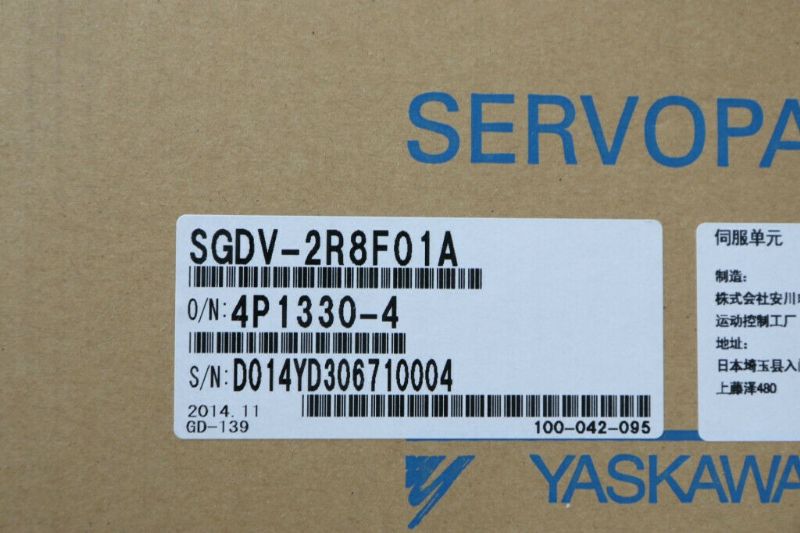 SERVOPA
SGDV-2R8F01A
O/N: 4P1330-4
S/N: D014YD306710004
2014.11
GD-139
100-042-095
伺服单元
制造:
株式会社安川
运动控制工厂
地址:
日本埼玉县入
上藤泽480
YASKAWA